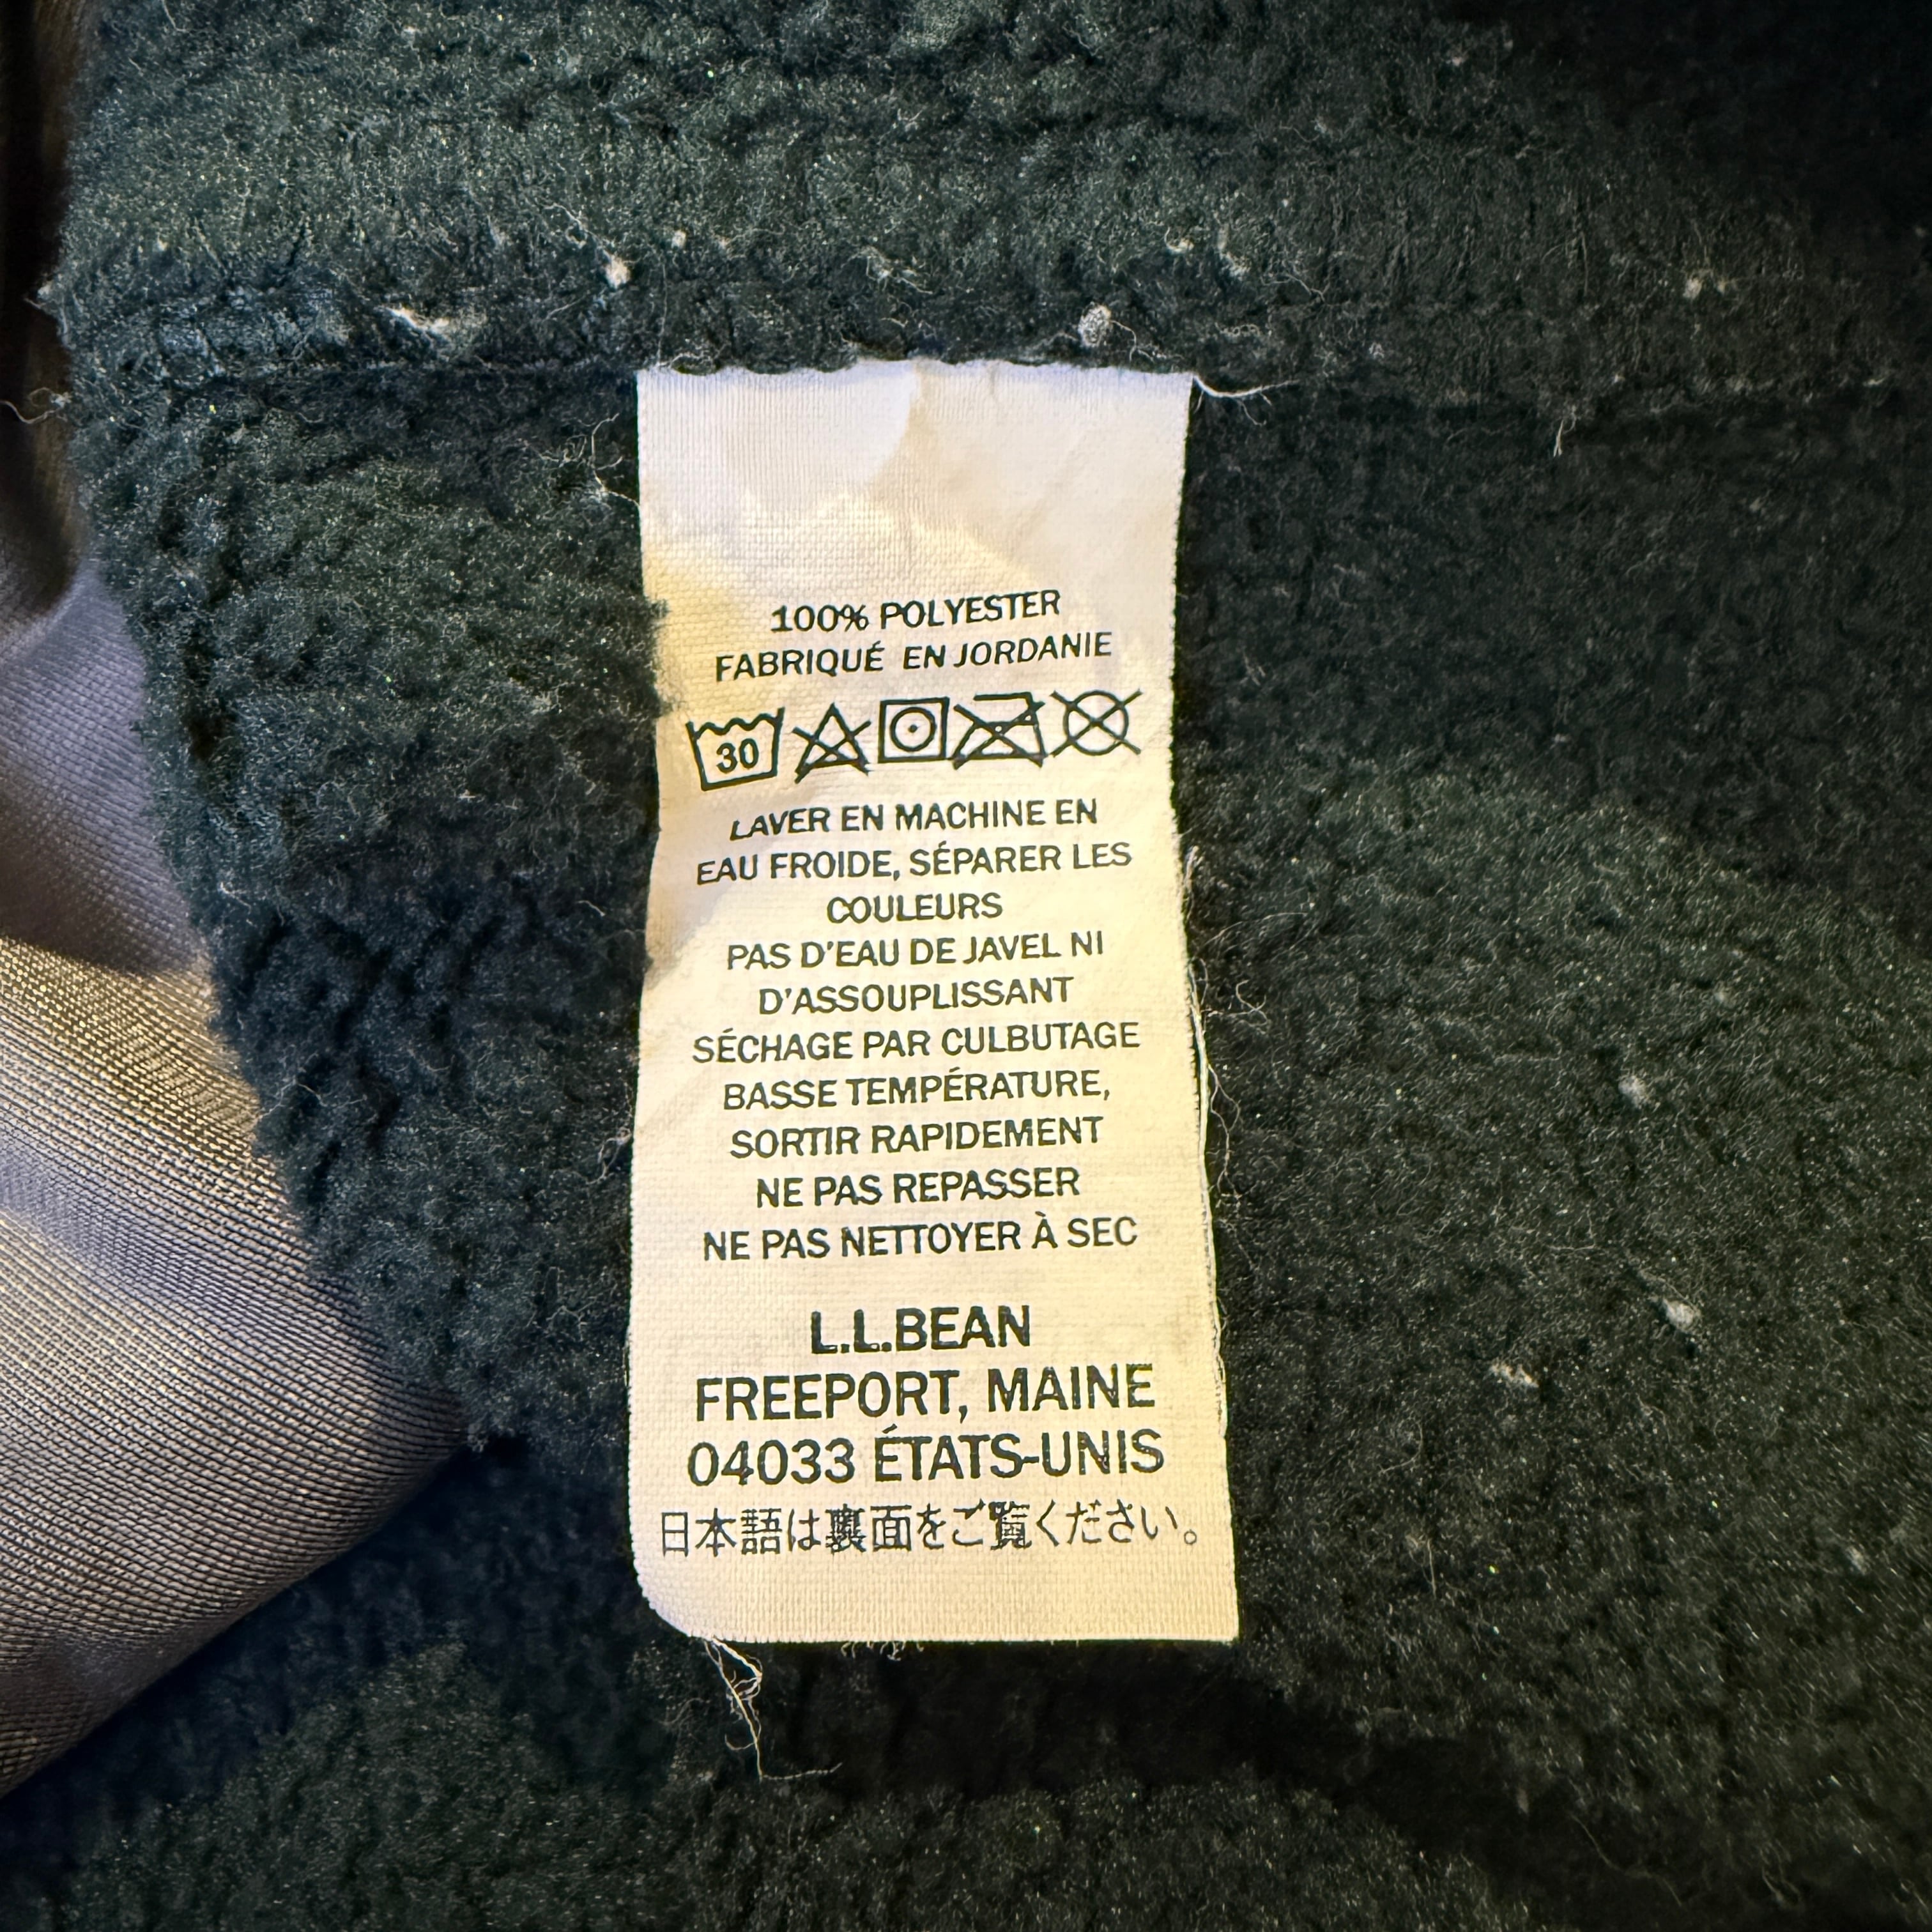 100% POLYESTER
FABRIQUÉ EN JORDANIE
30
LAVER EN MACHINE EN
EAU FROIDE, SÉPARER LES
COULEURS
PAS D'EAU DE JAVEL NI
D'ASSOUPLISSANT
SÉCHAGE PAR CULBUTAGE
BASSE TEMPÉRATURE,
SORTIR RAPIDEMENT
NE PAS REPASSER
NE PAS NETTOYER À SEC
L.L.BEAN
FREEPORT, MAINE
04033 ÉTATS-UNIS
日本語は裏面をご覧ください。